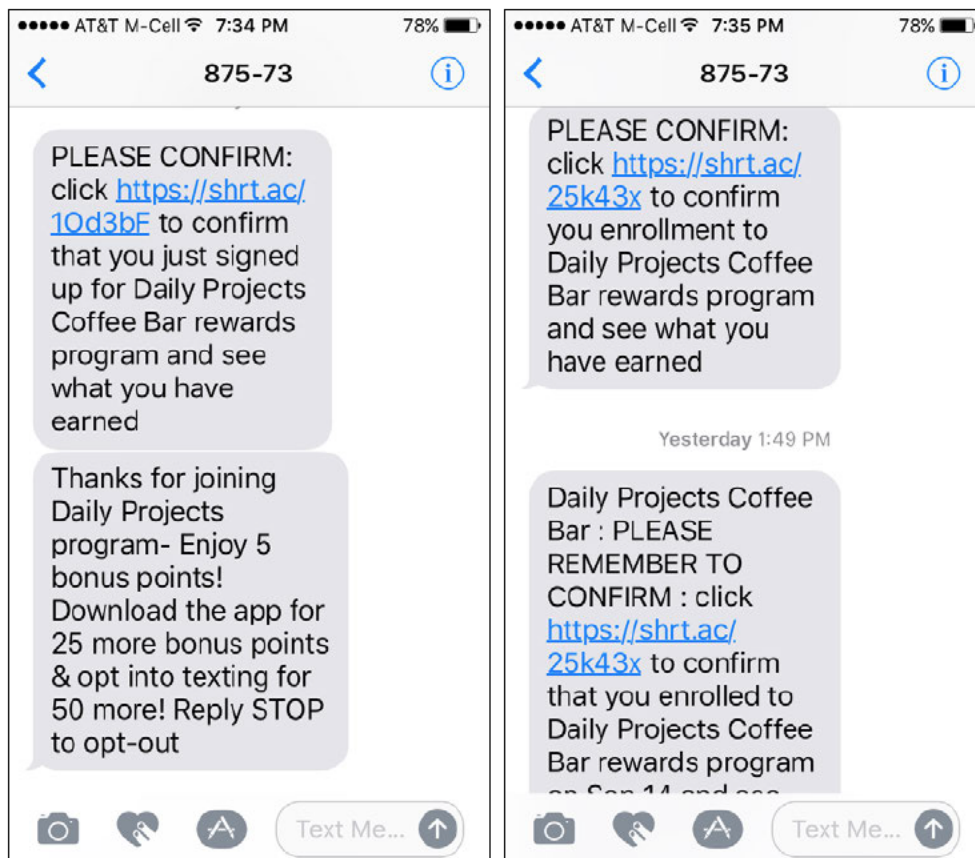 AT&T M-Cell 7:34 PM 78%
875-73
PLEASE CONFIRM:
click https://shrt.ac/
1Od3bF to confirm
that you just signed
up for Daily Projects
Coffee Bar rewards
program and see
what you have
earned
Thanks for joining
Daily Projects
program- Enjoy 5
bonus points!
Download the app for
25 more bonus points
& opt into texting for
50 more! Reply STOP
to opt-out
Text Me...
AT&T M-Cell 7:35 PM 78%
875-73
PLEASE CONFIRM:
click https://shrt.ac/
25k43x to confirm
you enrollment to
Daily Projects Coffee
Bar rewards program
and see what you
have earned
Yesterday 1:49 PM
Daily Projects Coffee
Bar : PLEASE
REMEMBER TO
CONFIRM : click
https://shrt.ac/
25k43x to confirm
that you enrolled to
Daily Projects Coffee
Bar rewards program
on Sep 14 and see
Text Me...